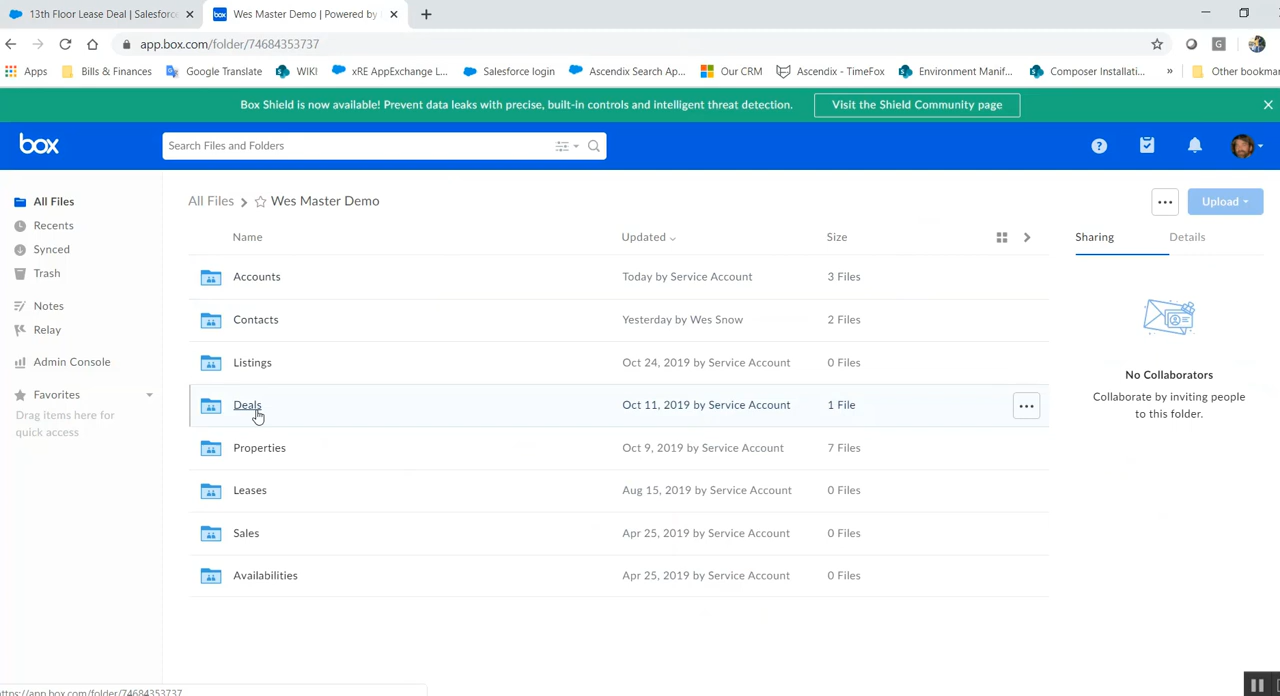 13th Floor Lease Deal | Salesforc
Wes Master Demo | Powered by
app.box.com/folder/74684353737
Apps
Bills & Finances
Google Translate
WIKI
xRE AppExchange L...
Salesforce login
Ascendix Search Ap...
Our CRM
Ascendix - TimeFox
Environment Manif...
Composer Installati...
»
Other bookmar
Box Shield is now available! Prevent data leaks with precise, built-in controls and intelligent threat detection.
Visit the Shield Community page
box
Search Files and Folders
All Files
Recents
Synced
Trash
Notes
Relay
Admin Console
Favorites
Drag items here for
quick access
All Files > Wes Master Demo
Upload
Name Updated Size
Accounts Today by Service Account 3 Files
Contacts Yesterday by Wes Snow 2 Files
Listings Oct 24, 2019 by Service Account 0 Files
Deals Oct 11, 2019 by Service Account 1 File
Properties Oct 9, 2019 by Service Account 7 Files
Leases Aug 15, 2019 by Service Account 0 Files
Sales Apr 25, 2019 by Service Account 0 Files
Availabilities Apr 25, 2019 by Service Account 0 Files
Sharing Details
No Collaborators
Collaborate by inviting people
to this folder.
https://app.box.com/folder/74684353737